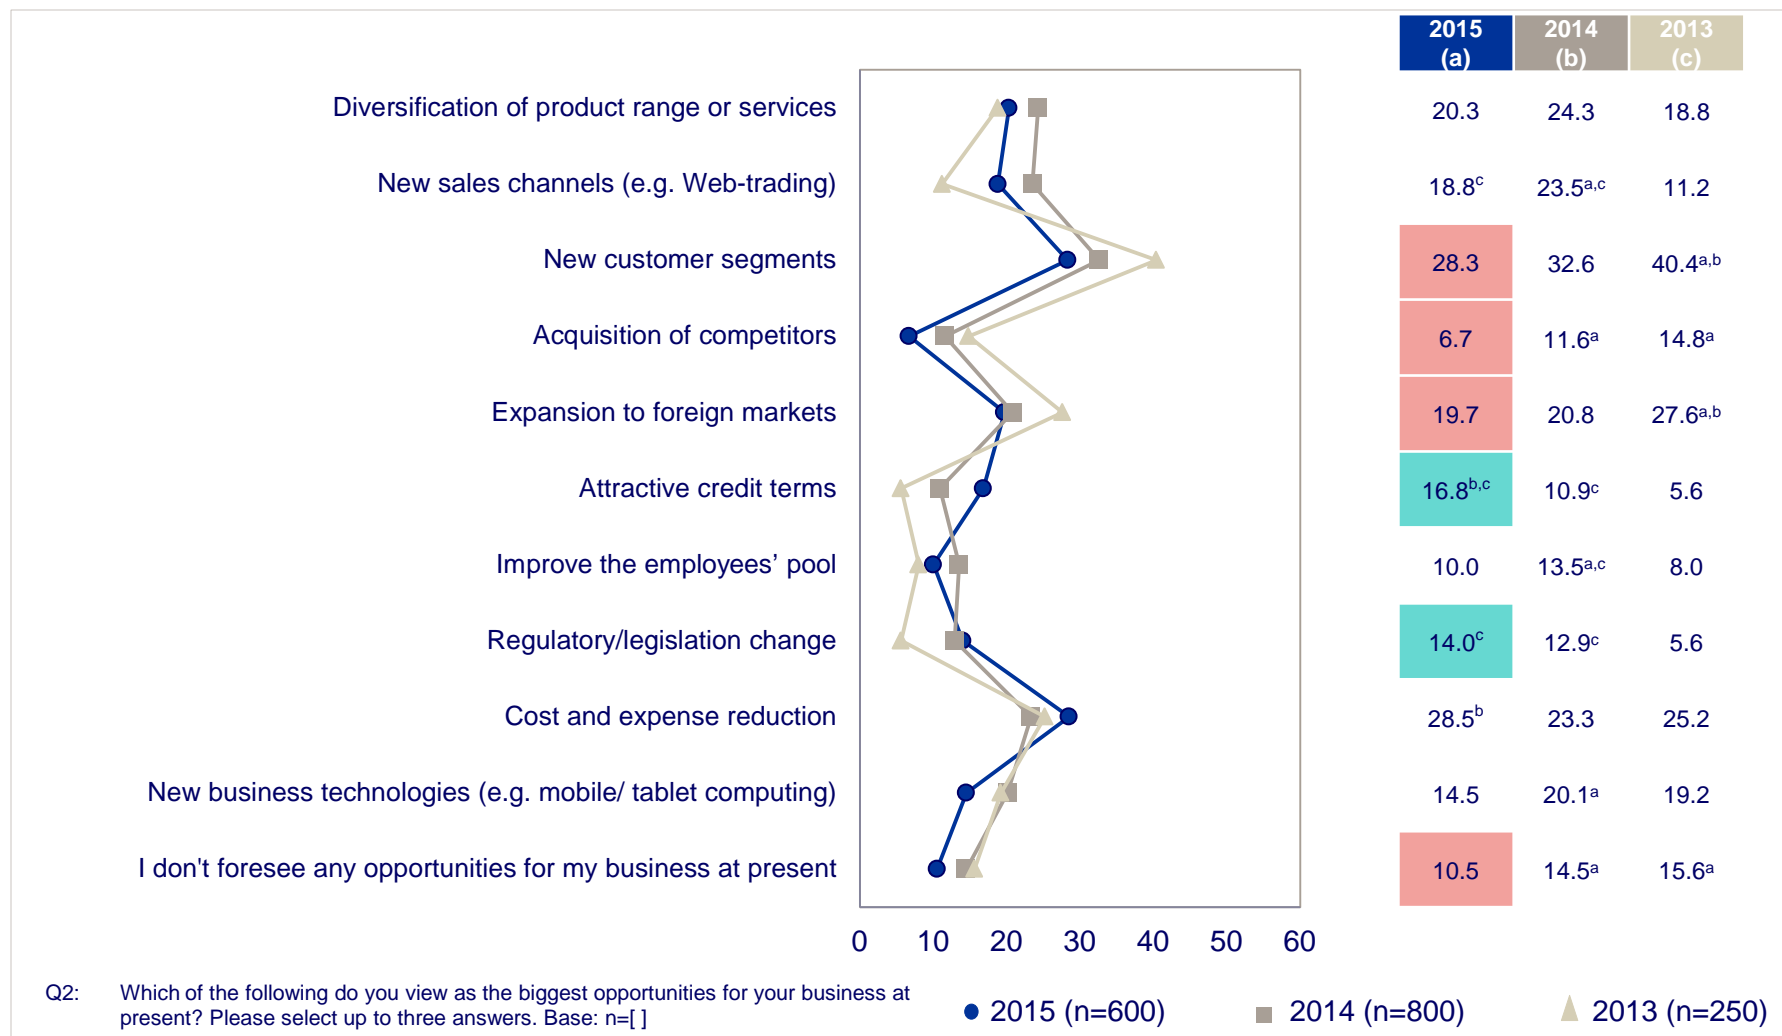 2015 2014 2013
(a) (b) (c)
Diversification of product range or services 20.3 24.3 18.8
New sales channels (e.g. Web-trading) 18.8c 23.5a,c 11.2
New customer segments 28.3 32.6 40.4a,b
Acquisition of competitors 6.7 11.6a 14.8a
Expansion to foreign markets 19.7 20.8 27.6a,b
Attractive credit terms 16.8b,c 10.9c 5.6
Improve the employees’ pool 10.0 13.5a,c 8.0
Regulatory/legislation change 14.0c 12.9c 5.6
Cost and expense reduction 28.5b 23.3 25.2
New business technologies (e.g. mobile/ tablet computing) 14.5 20.1a 19.2
I don't foresee any opportunities for my business at present 10.5 14.5a 15.6a
0 10 20 30 40 50 60
Q2: Which of the following do you view as the biggest opportunities for your business at
present? Please select up to three answers. Base: n=[ ]
2015 (n=600) 2014 (n=800) 2013 (n=250)